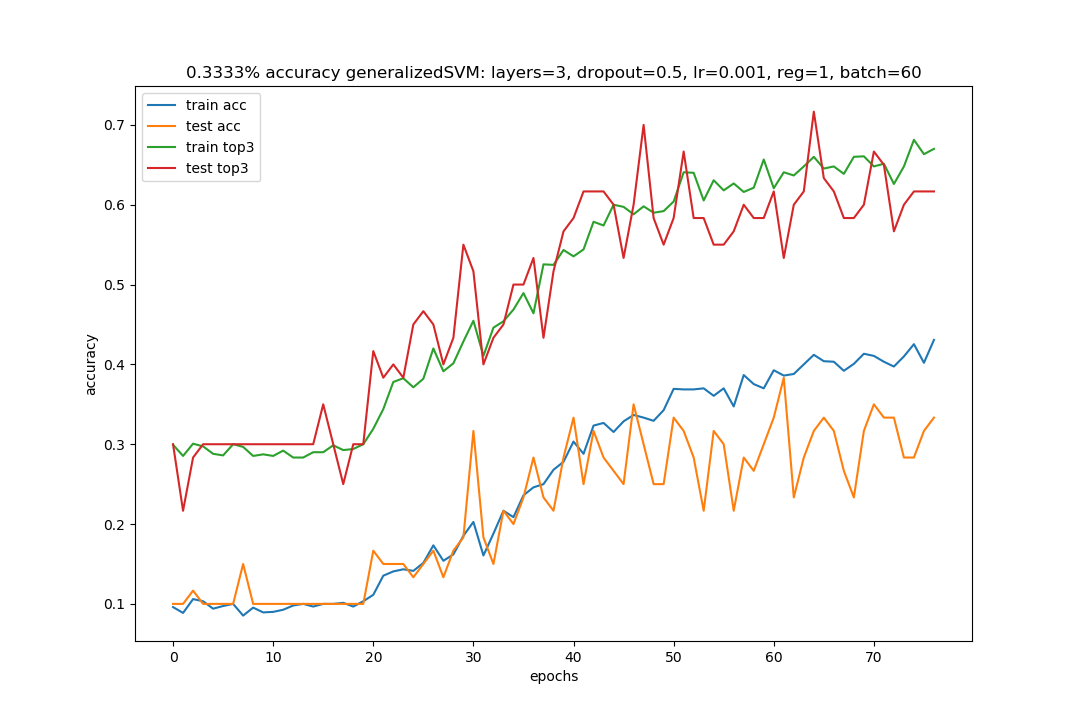 0.3333% accuracy generalizedSVM: layers=3, dropout=0.5, lr=0.001, reg=1, batch=60
train acc
test acc
train top3
test top3
0.7
0.6
0.5
0.4
0.3
0.2
0.1
accuracy
0 10 20 30 40 50 60 70
epochs